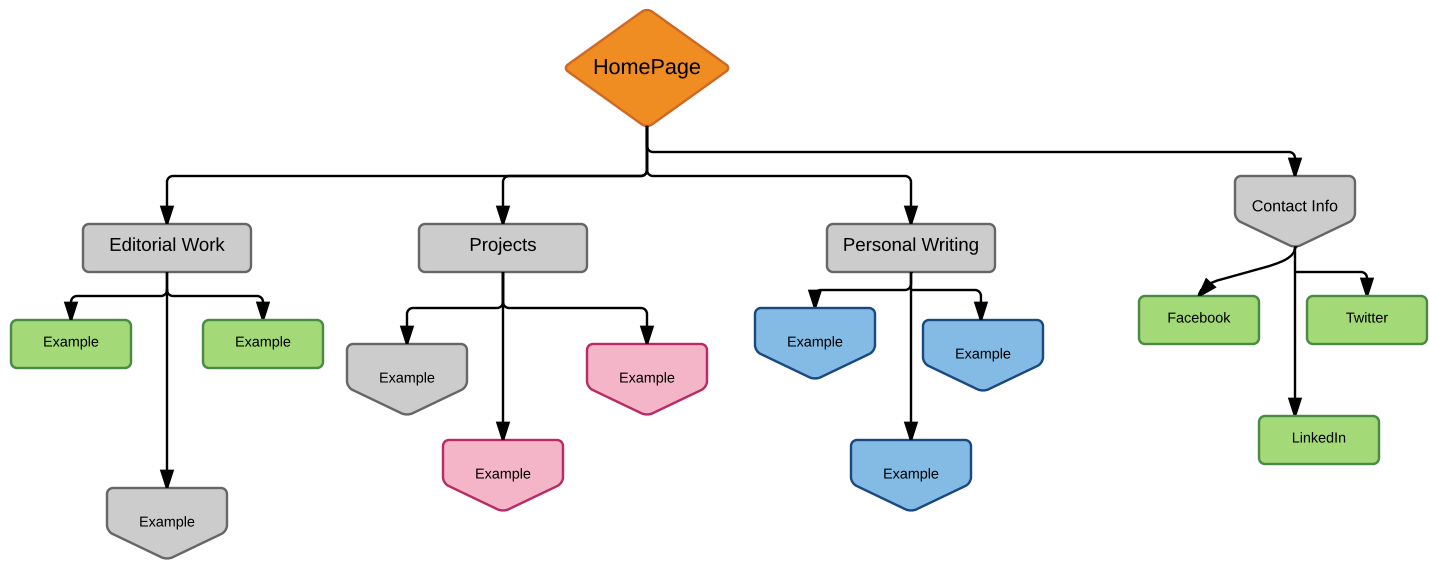 HomePage
Contact Info
Editorial Work
Projects
Personal Writing
Facebook
Twitter
Example
Example
Example
Example
Example
Example
LinkedIn
Example
Example
Example